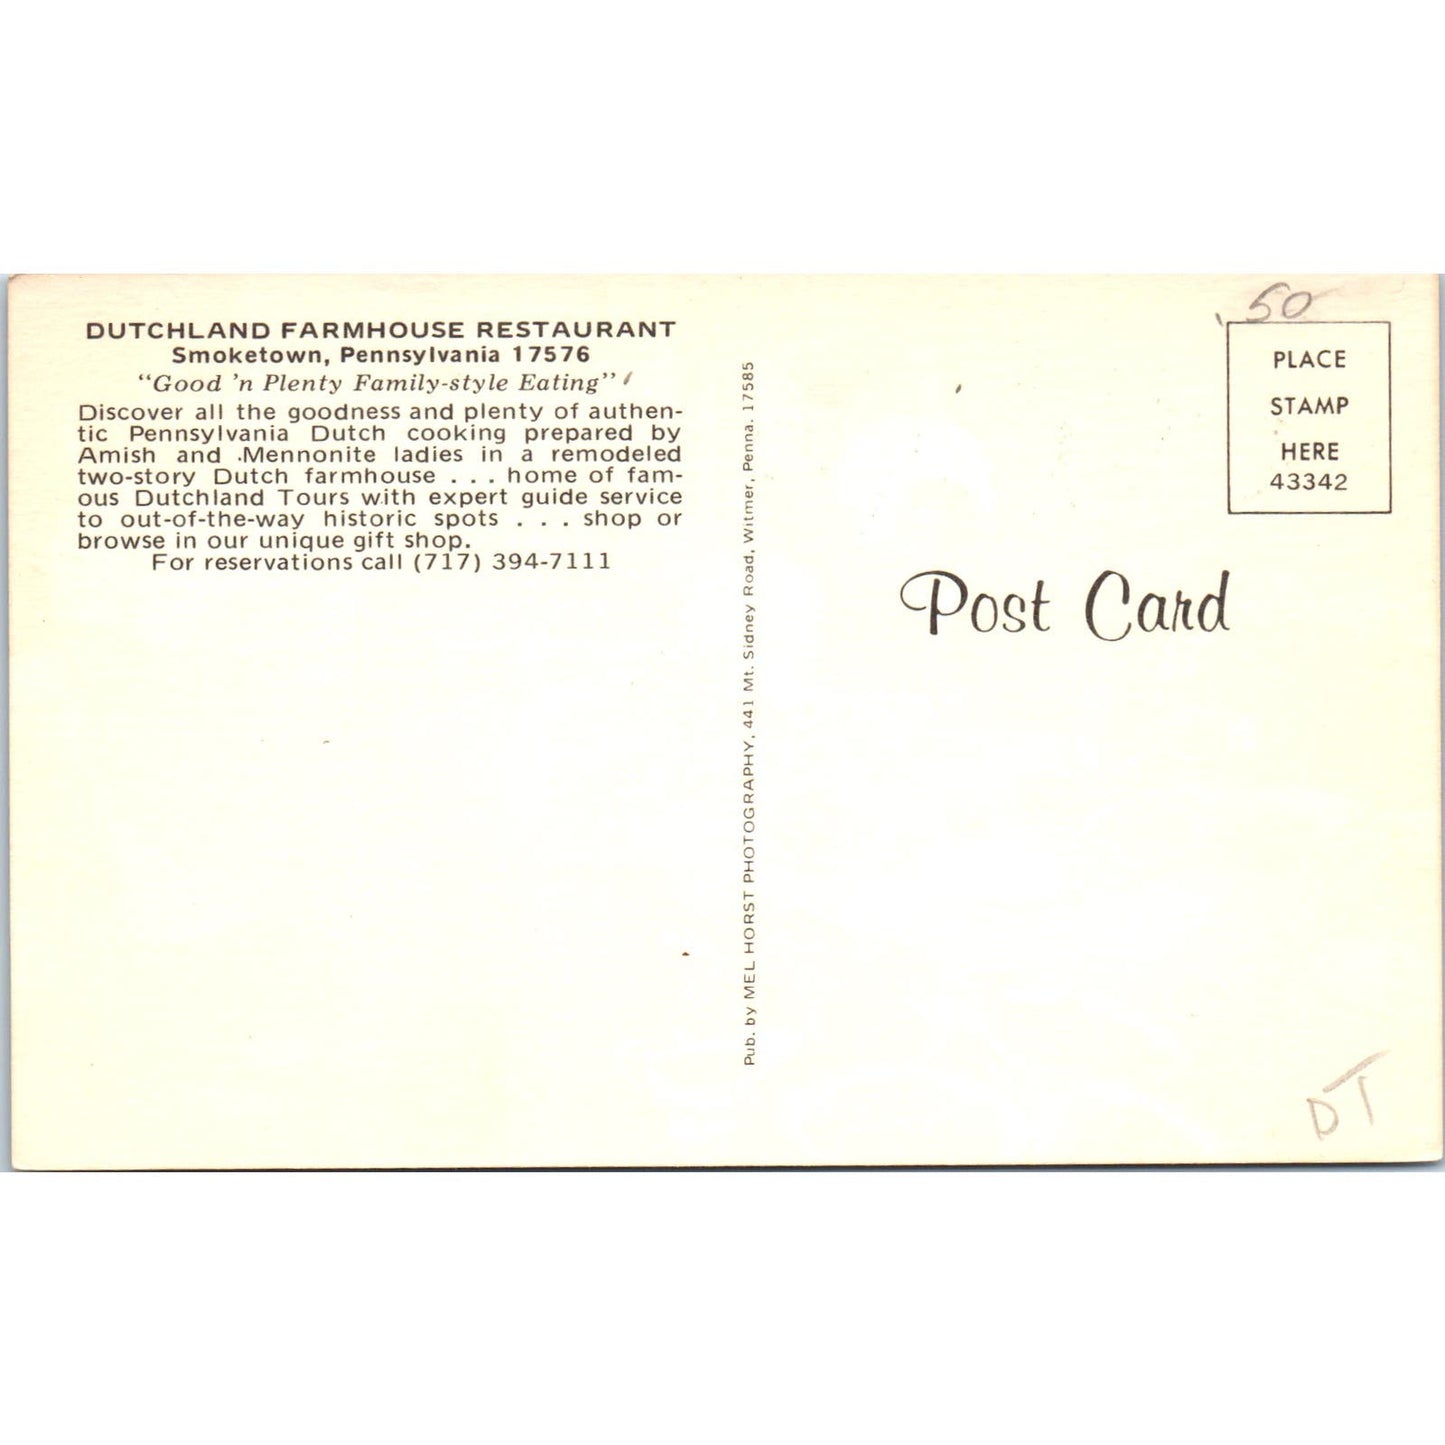 DUTCHLAND FARMHOUSE RESTAURANT
Smoketown, Pennsylvania 17576
“Good ’n Plenty Family-style Eating”
Discover all the goodness and plenty of authen-
tic Pennsylvania Dutch cooking prepared by
Amish and Mennonite ladies in a remodeled
two-story Dutch farmhouse . . . home of fam-
ous Dutchland Tours with expert guide service
to out-of-the-way historic spots . . . shop or
browse in our unique gift shop.
For reservations call (717) 394-7111
Pub. by MEL HORST PHOTOGRAPHY, 441 Mt. Sidney Road, Witmer, Penna. 17585
.50
PLACE
STAMP
HERE
43342
Post Card
DT